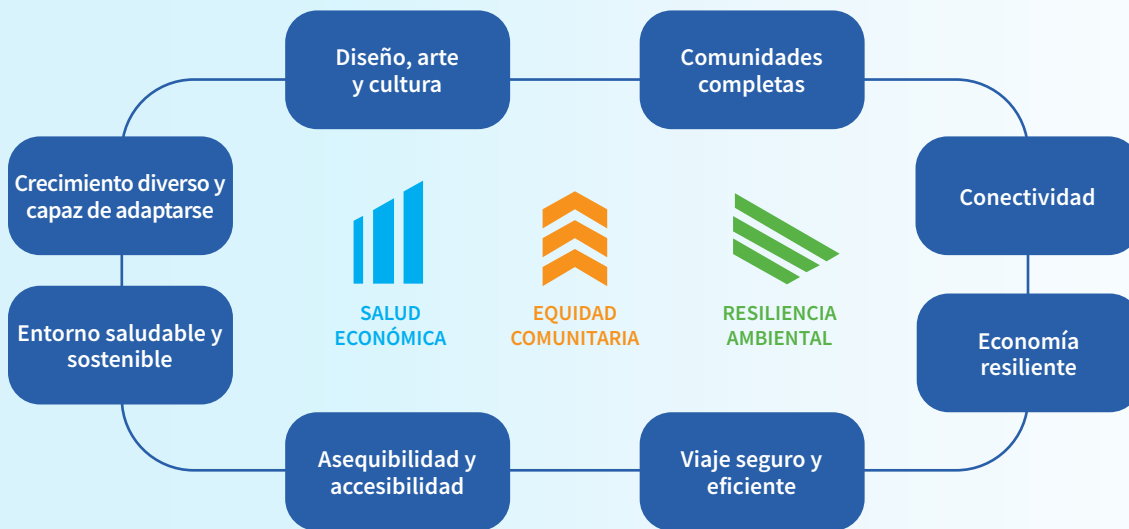 Diseño, arte
y cultura
Comunidades
completas
Crecimiento diverso y
capaz de adaptarse
Conectividad
SALUD
ECONÓMICA
EQUIDAD
COMUNITARIA
RESILIENCIA
AMBIENTAL
Entorno saludable y
sostenible
Economía
resiliente
Asequibilidad y
accesibilidad
Viaje seguro y
eficiente